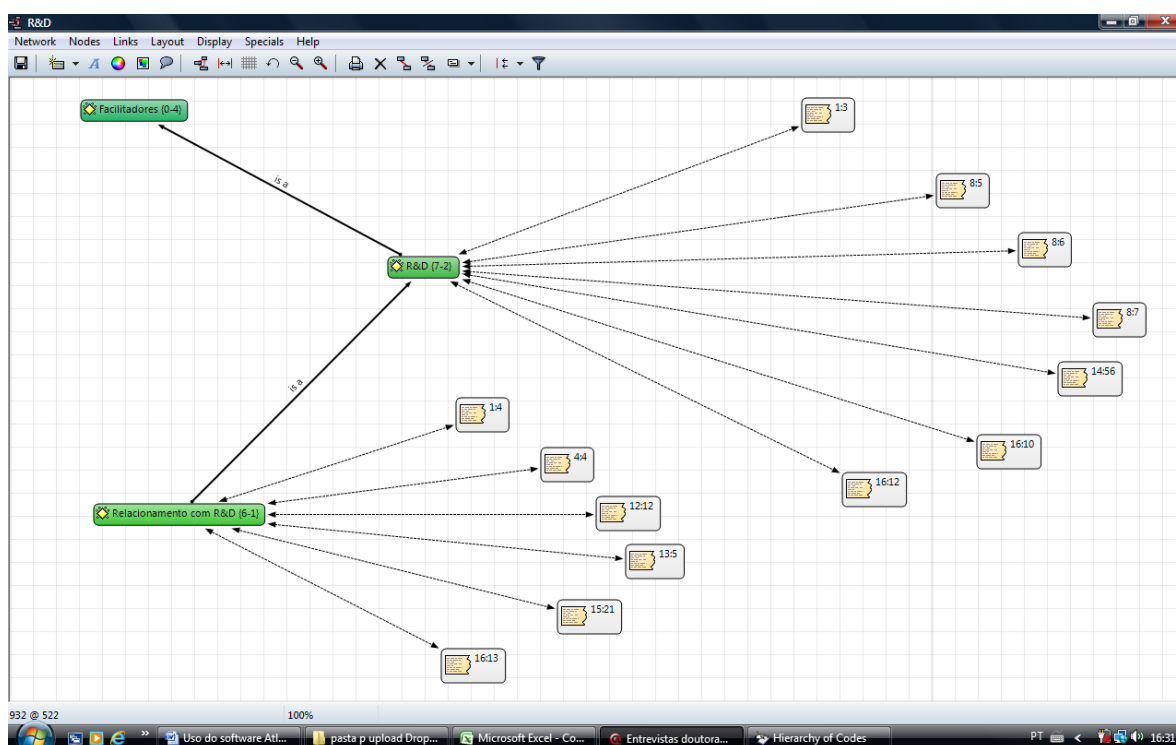 R&D
Network Nodes Links Layout Display Specials Help
Facilitadores {0-4}
1:3
is a
8:5
8:6
R&D {7-2}
8:7
14:56
is a
1:4
16:10
4:4
16:12
Relacionamento com R&D {6-1}
12:12
13:5
15:21
16:13
932 @ 522 100%
Uso do software Atl... pasta p upload Drop... Microsoft Excel - Co... Entrevistas doutora... Hierarchy of Codes PT 16:31